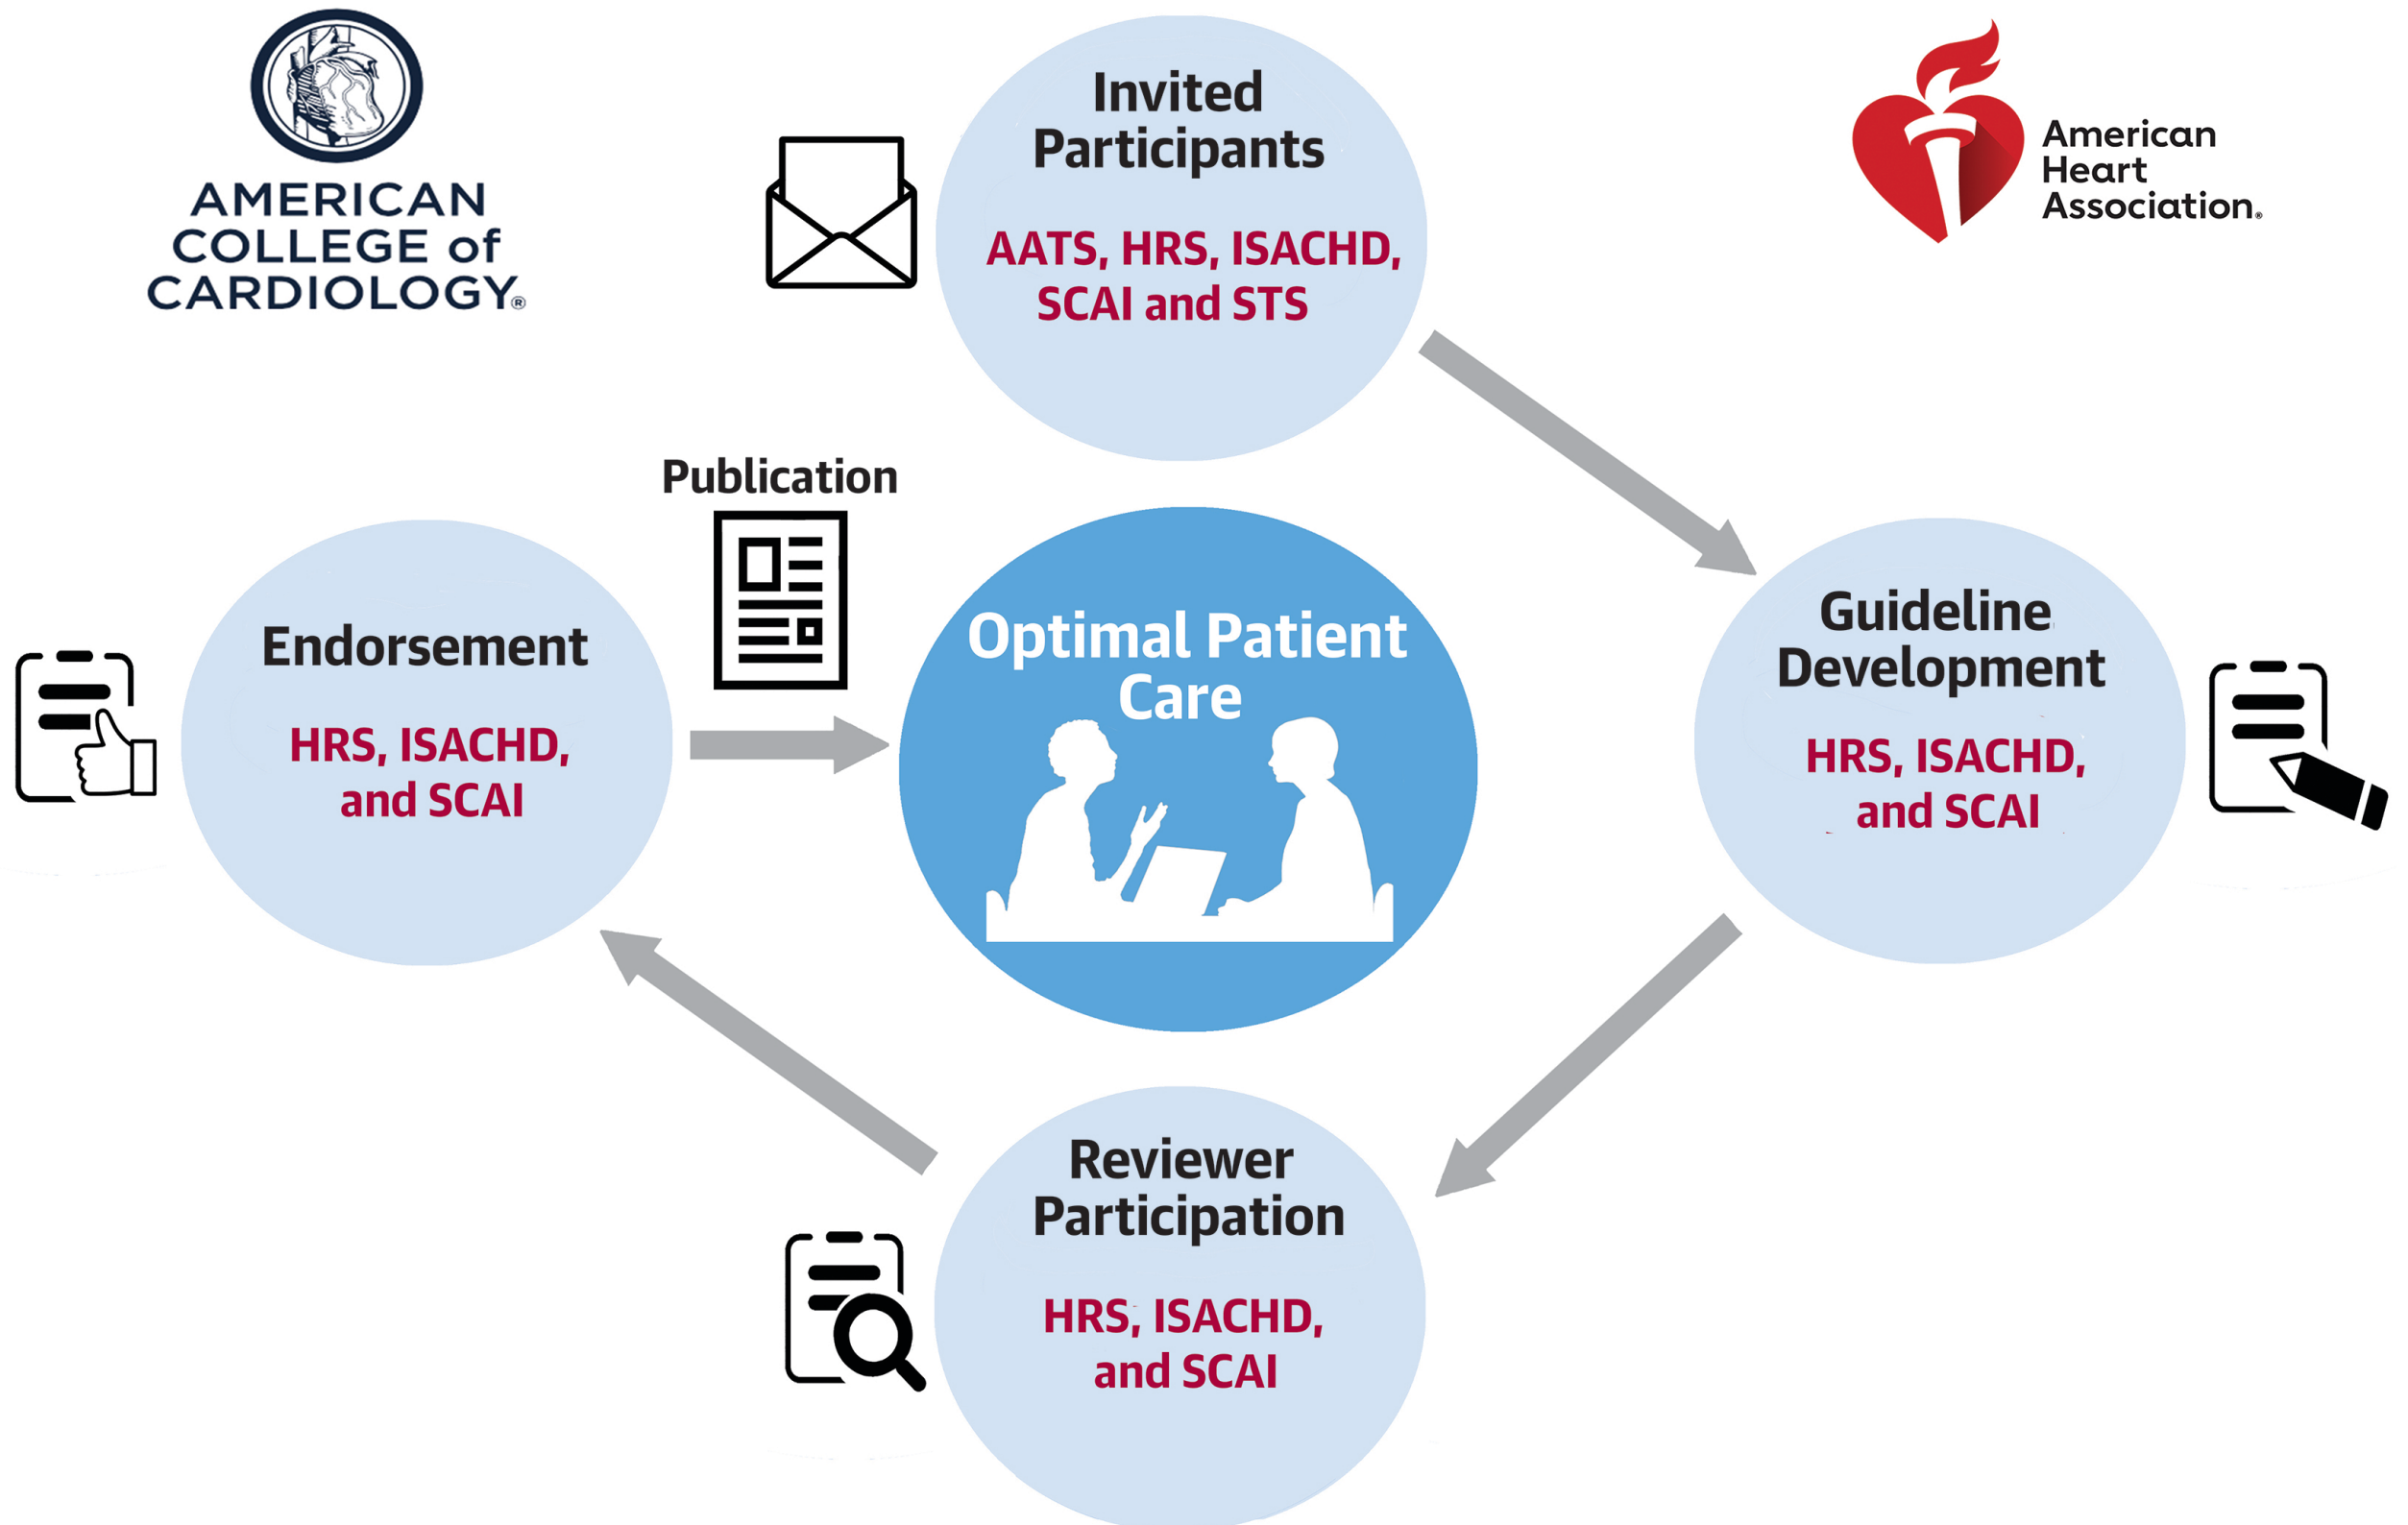 AMERICAN
COLLEGE of
CARDIOLOGY®
Invited
Participants
AATS, HRS, ISACHD,
SCAI and STS
American
Heart
Association®
Publication
Endorsement
HRS, ISACHD,
and SCAI
Optimal Patient
Care
Guideline
Development
HRS, ISACHD,
and SCAI
Reviewer
Participation
HRS, ISACHD,
and SCAI